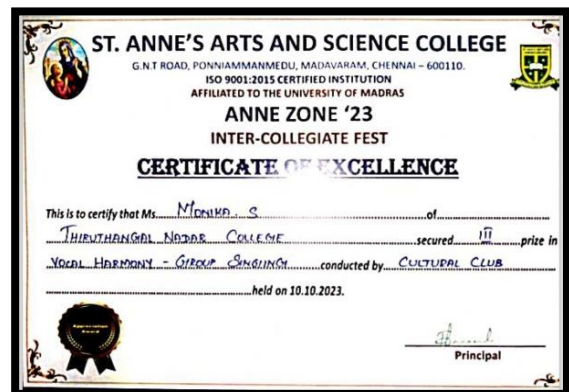 ST. ANNE'S ARTS AND SCIENCE COLLEGE
G.N.T ROAD, PONNIAMMANMEDU, MADAVARAM, CHENNAI – 600110.
ISO 9001:2015 CERTIFIED INSTITUTION
AFFILIATED TO THE UNIVERSITY OF MADRAS
ANNE ZONE '23
INTER-COLLEGIATE FEST
CERTIFICATE OF EXCELLENCE
This is to certify that Ms. MONIKA. S of
THIRUTHANGAL NADAR COLLEGE secured III prize in
VOCAL HARMONY - GROUP SINGING conducted by CULTURAL CLUB
held on 10.10.2023.
Appreciation
Award
Principal